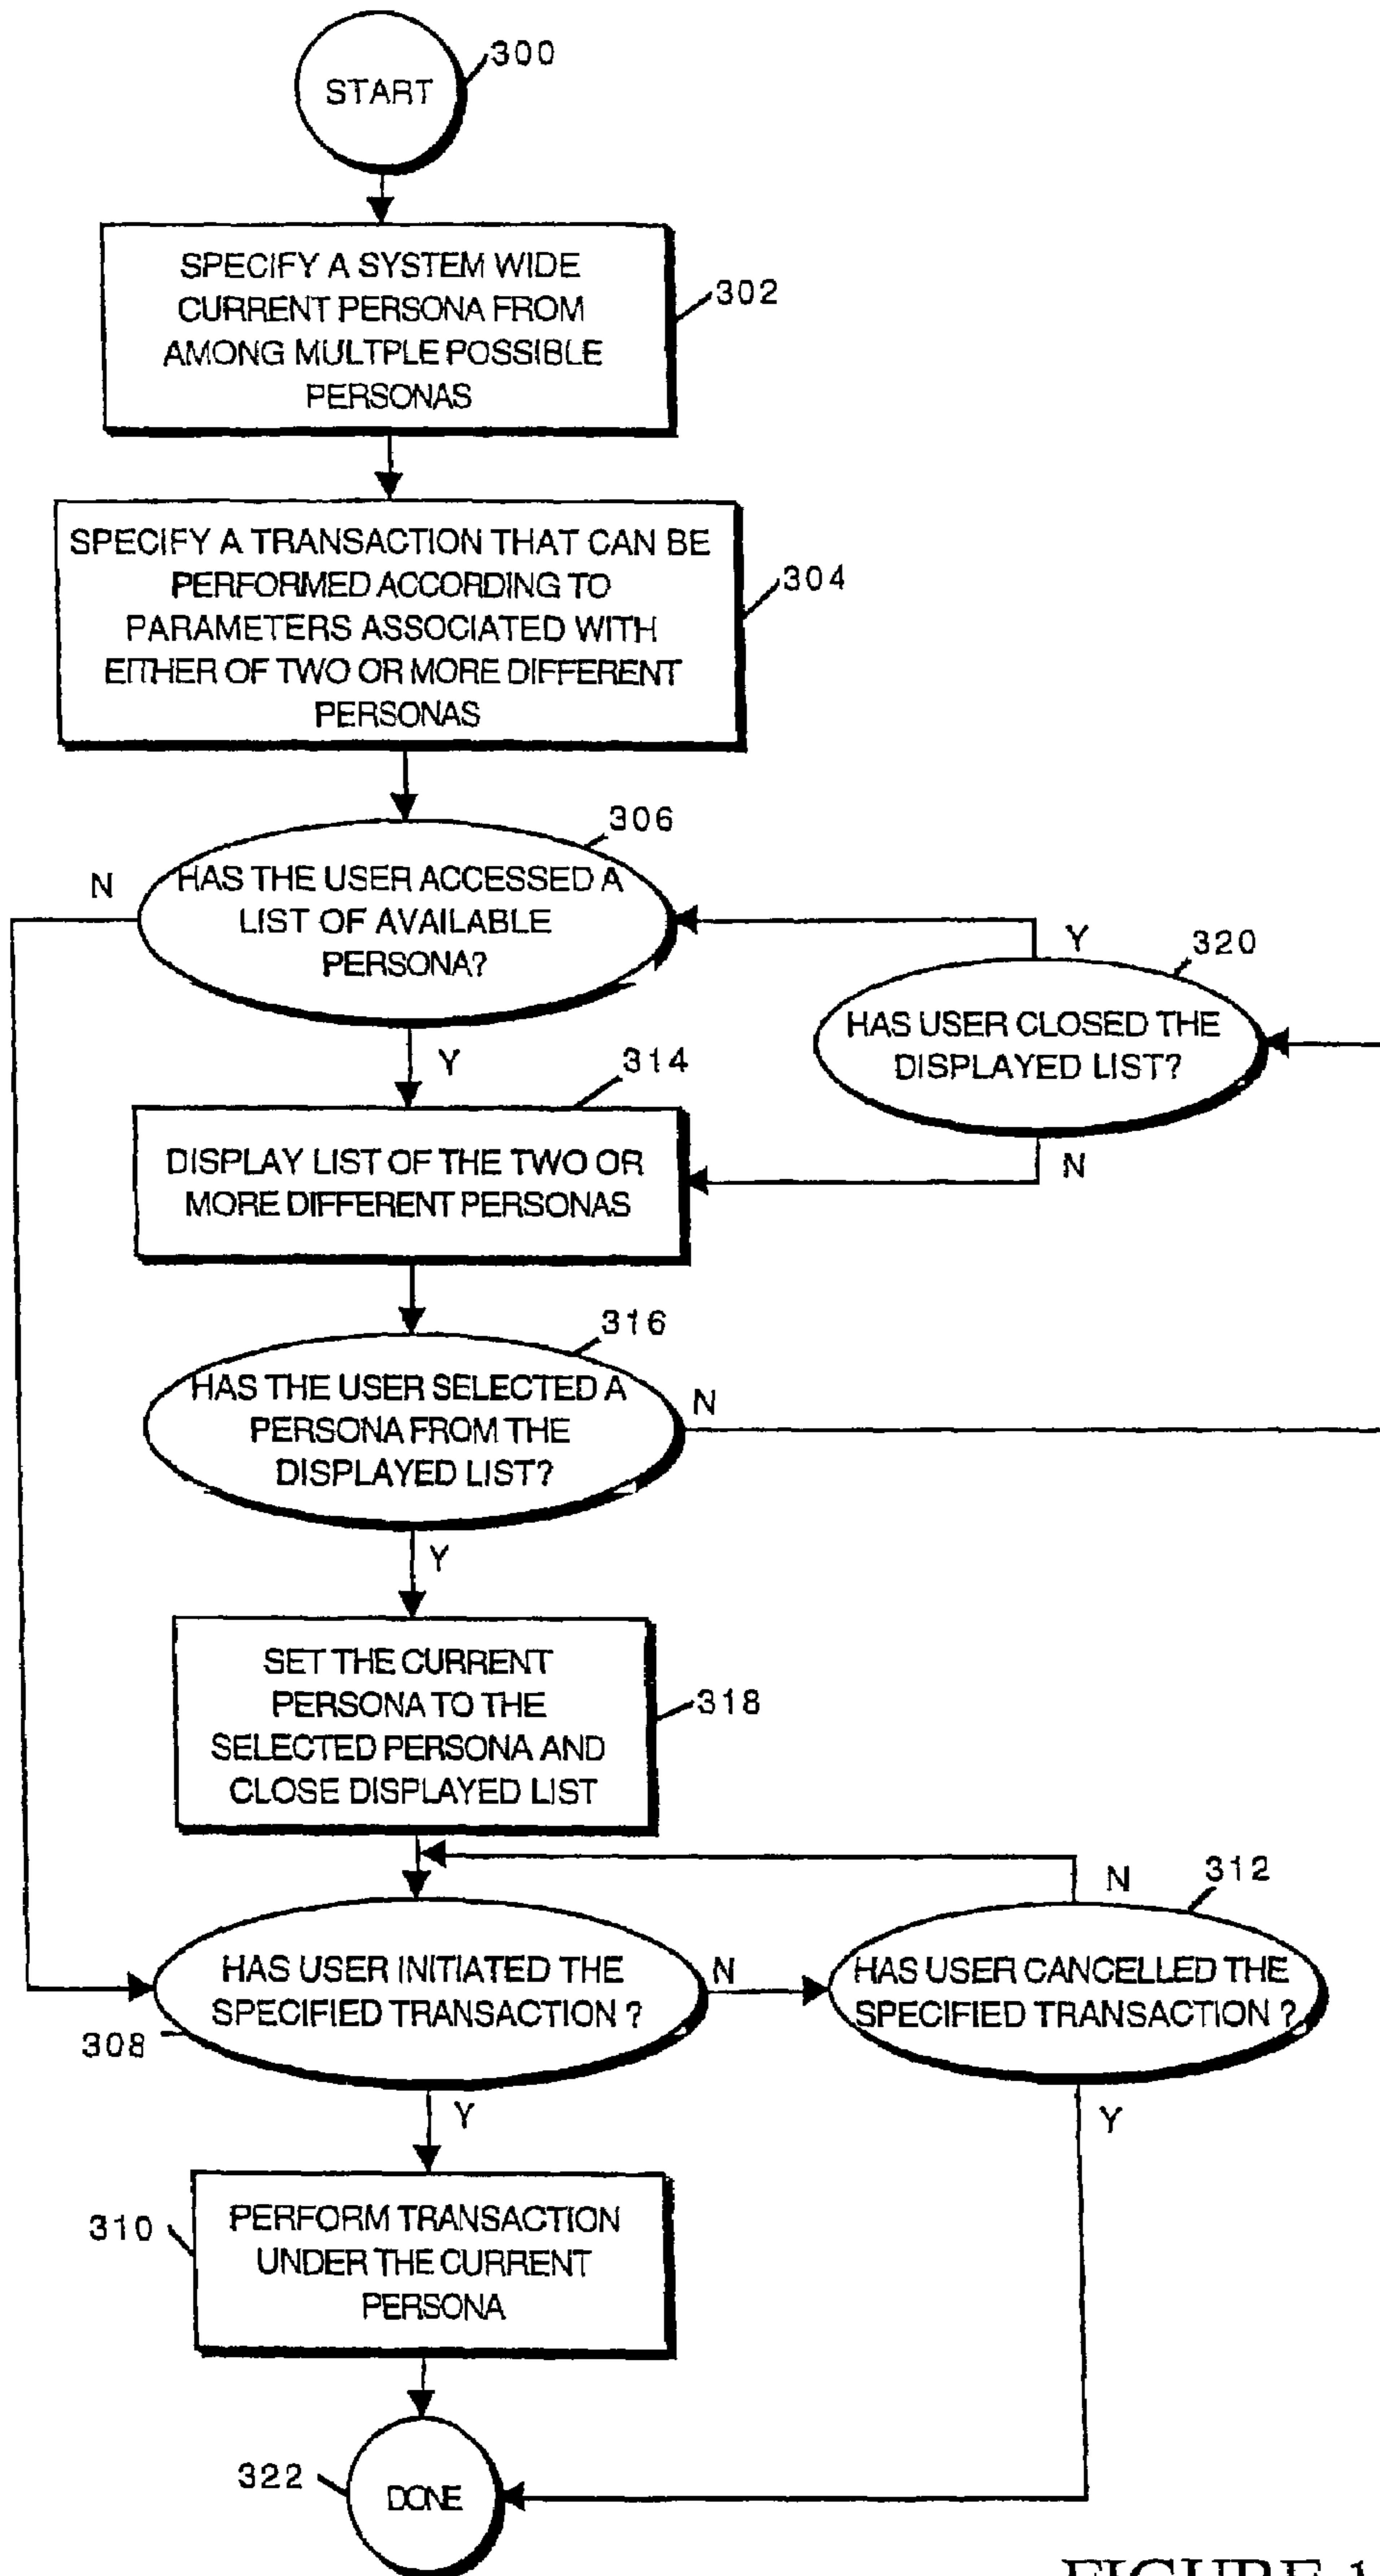 START
300
SPECIFY A SYSTEM WIDE
CURRENT PERSONA FROM
AMONG MULTPLE POSSIBLE
PERSONAS
302
SPECIFY A TRANSACTION THAT CAN BE
PERFORMED ACCORDING TO
PARAMETERS ASSOCIATED WITH
EITHER OF TWO OR MORE DIFFERENT
PERSONAS
304
306
N
HAS THE USER ACCESSED A
LIST OF AVAILABLE
PERSONA?
Y
Y
320
HAS USER CLOSED THE
DISPLAYED LIST?
N
314
DISPLAY LIST OF THE TWO OR
MORE DIFFERENT PERSONAS
316
HAS THE USER SELECTED A
PERSONA FROM THE
DISPLAYED LIST?
N
Y
SET THE CURRENT
PERSONA TO THE
SELECTED PERSONA AND
CLOSE DISPLAYED LIST
318
N
312
HAS USER INITIATED THE
SPECIFIED TRANSACTION ?
308
N
HAS USER CANCELLED THE
SPECIFIED TRANSACTION ?
Y
Y
310
PERFORM TRANSACTION
UNDER THE CURRENT
PERSONA
322
DONE
FIGURE 1